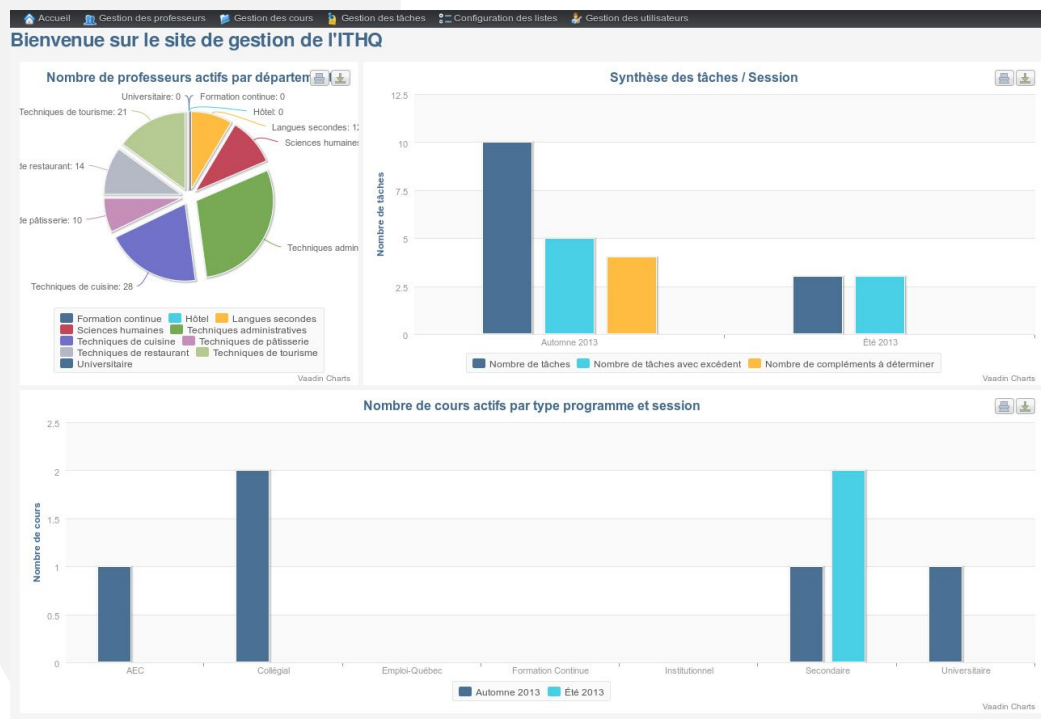 Accueil Gestion des professeurs Gestion des cours Gestion des tâches Configuration des listes Gestion des utilisateurs
Bienvenue sur le site de gestion de l'ITHQ
Nombre de professeurs actifs par départem
Universitaire: 0
Formation continue: 0
Techniques de tourisme: 21
Hôtel: 0
Langues secondes: 1
Sciences humaines
de restaurant: 14
de pâtisserie: 10
Techniques admin
Techniques de cuisine: 28
Formation continue Hôtel Langues secondes
Sciences humaines Techniques administratives
Techniques de cuisine Techniques de pâtisserie
Techniques de restaurant Techniques de tourisme
Universitaire
Vaadin Charts
Synthèse des tâches / Session
Nombre de tâches
12.5
10
7.5
5
2.5
0
Automne 2013 Été 2013
Nombre de tâches Nombre de tâches avec excédent Nombre de compléments à déterminer
Vaadin Charts
Nombre de cours actifs par type programme et session
Nombre de cours
2.5
2
1.5
1
0.5
0
AEC Collégial Emploi-Québec Formation Continue Institutionnel Secondaire Universitaire
Automne 2013 Été 2013
Vaadin Charts